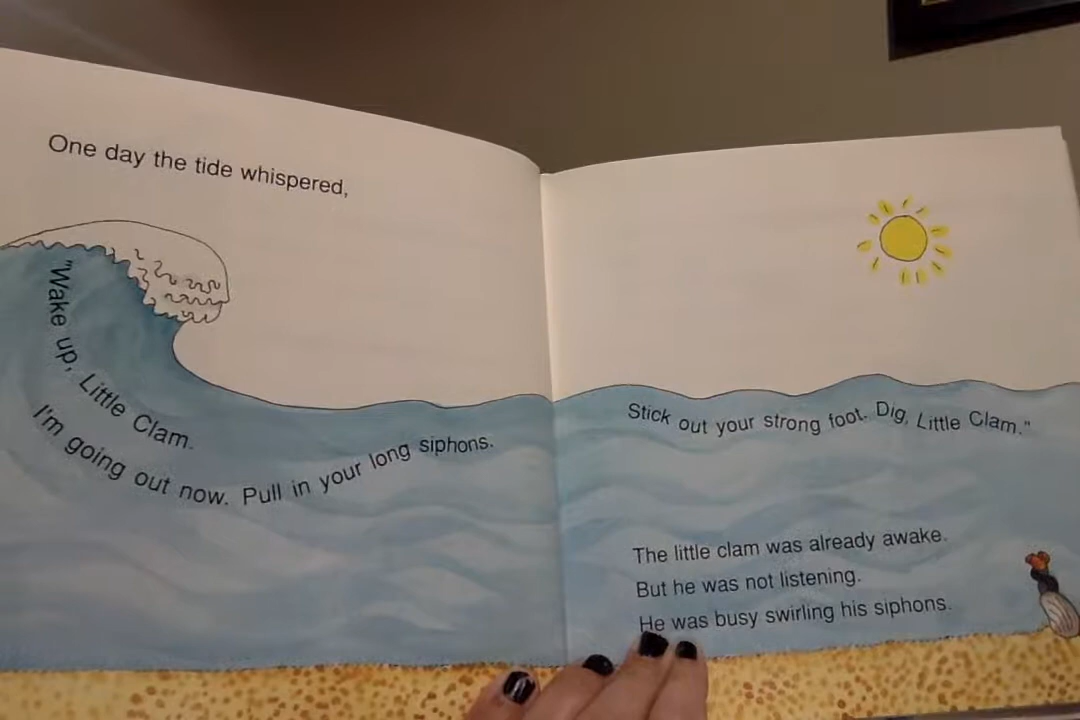 One day the tide whispered,
"Wake up, Little Clam.
I'm going out now. Pull in your long siphons.
Stick out your strong foot. Dig, Little Clam."
The little clam was already awake.
But he was not listening.
He was busy swirling his siphons.